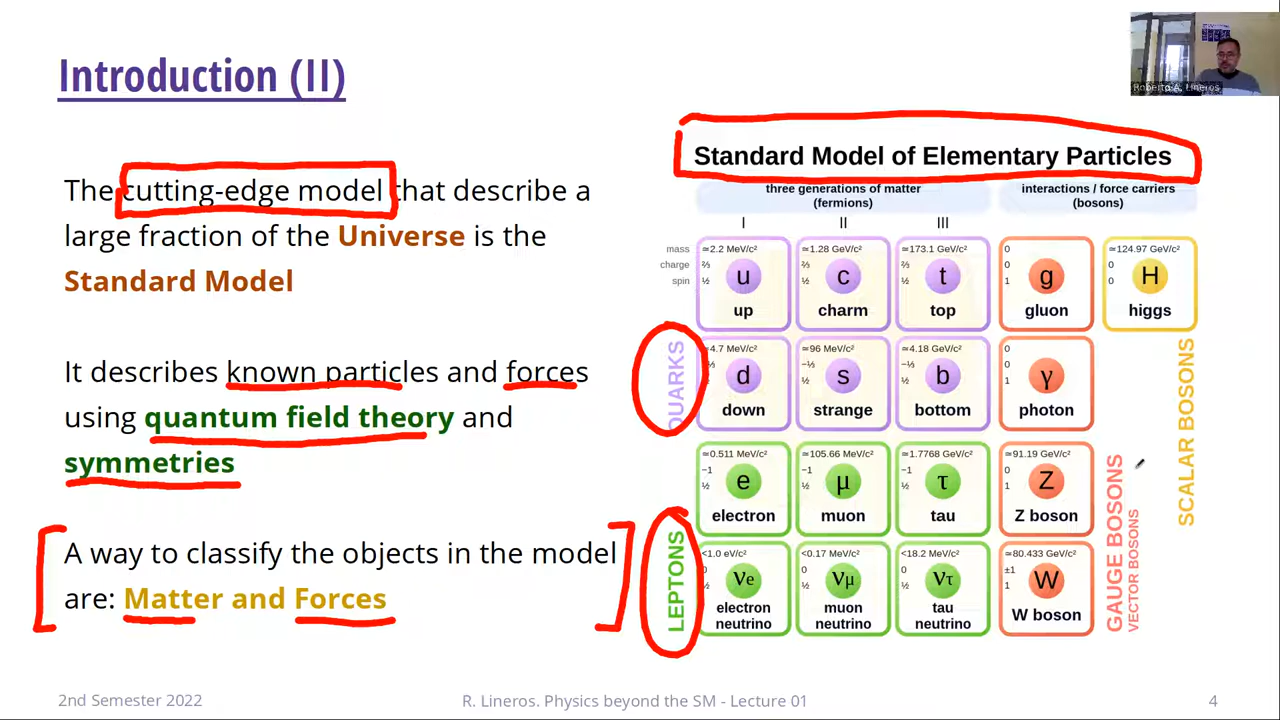 Introduction (II)
Roberto A. Lineros
The cutting-edge model that describe a
large fraction of the Universe is the
Standard Model
It describes known particles and forces
using quantum field theory and
symmetries
A way to classify the objects in the model
are: Matter and Forces
Standard Model of Elementary Particles
three generations of matter
(fermions)
interactions / force carriers
(bosons)
I II III
mass
charge
spin
≃2.2 MeV/c²
⅔
½
u
up
≃1.28 GeV/c²
⅔
½
c
charm
≃173.1 GeV/c²
⅔
½
t
top
0
0
1
g
gluon
≃124.97 GeV/c²
0
0
H
higgs
QUARKS
≃4.7 MeV/c²
d
down
≃96 MeV/c²
−⅓
½
s
strange
≃4.18 GeV/c²
−⅓
½
b
bottom
0
0
1
γ
photon
SCALAR BOSONS
LEPTONS
≃0.511 MeV/c²
−1
½
e
electron
≃105.66 MeV/c²
−1
½
μ
muon
≃1.7768 GeV/c²
−1
½
τ
tau
≃91.19 GeV/c²
0
1
Z
Z boson
GAUGE BOSONS
VECTOR BOSONS
<1.0 eV/c²
0
½
νe
electron
neutrino
<0.17 MeV/c²
0
½
νμ
muon
neutrino
<18.2 MeV/c²
0
½
ντ
tau
neutrino
≃80.433 GeV/c²
±1
1
W
W boson
2nd Semester 2022
R. Lineros. Physics beyond the SM - Lecture 01
4